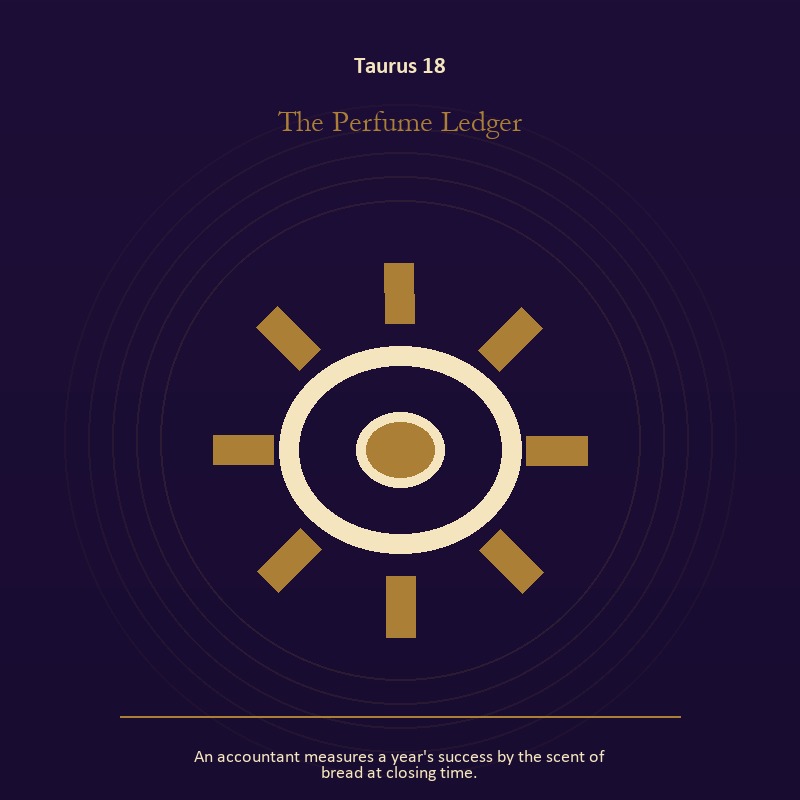 Taurus 18
The Perfume Ledger
An accountant measures a year's success by the scent of
bread at closing time.